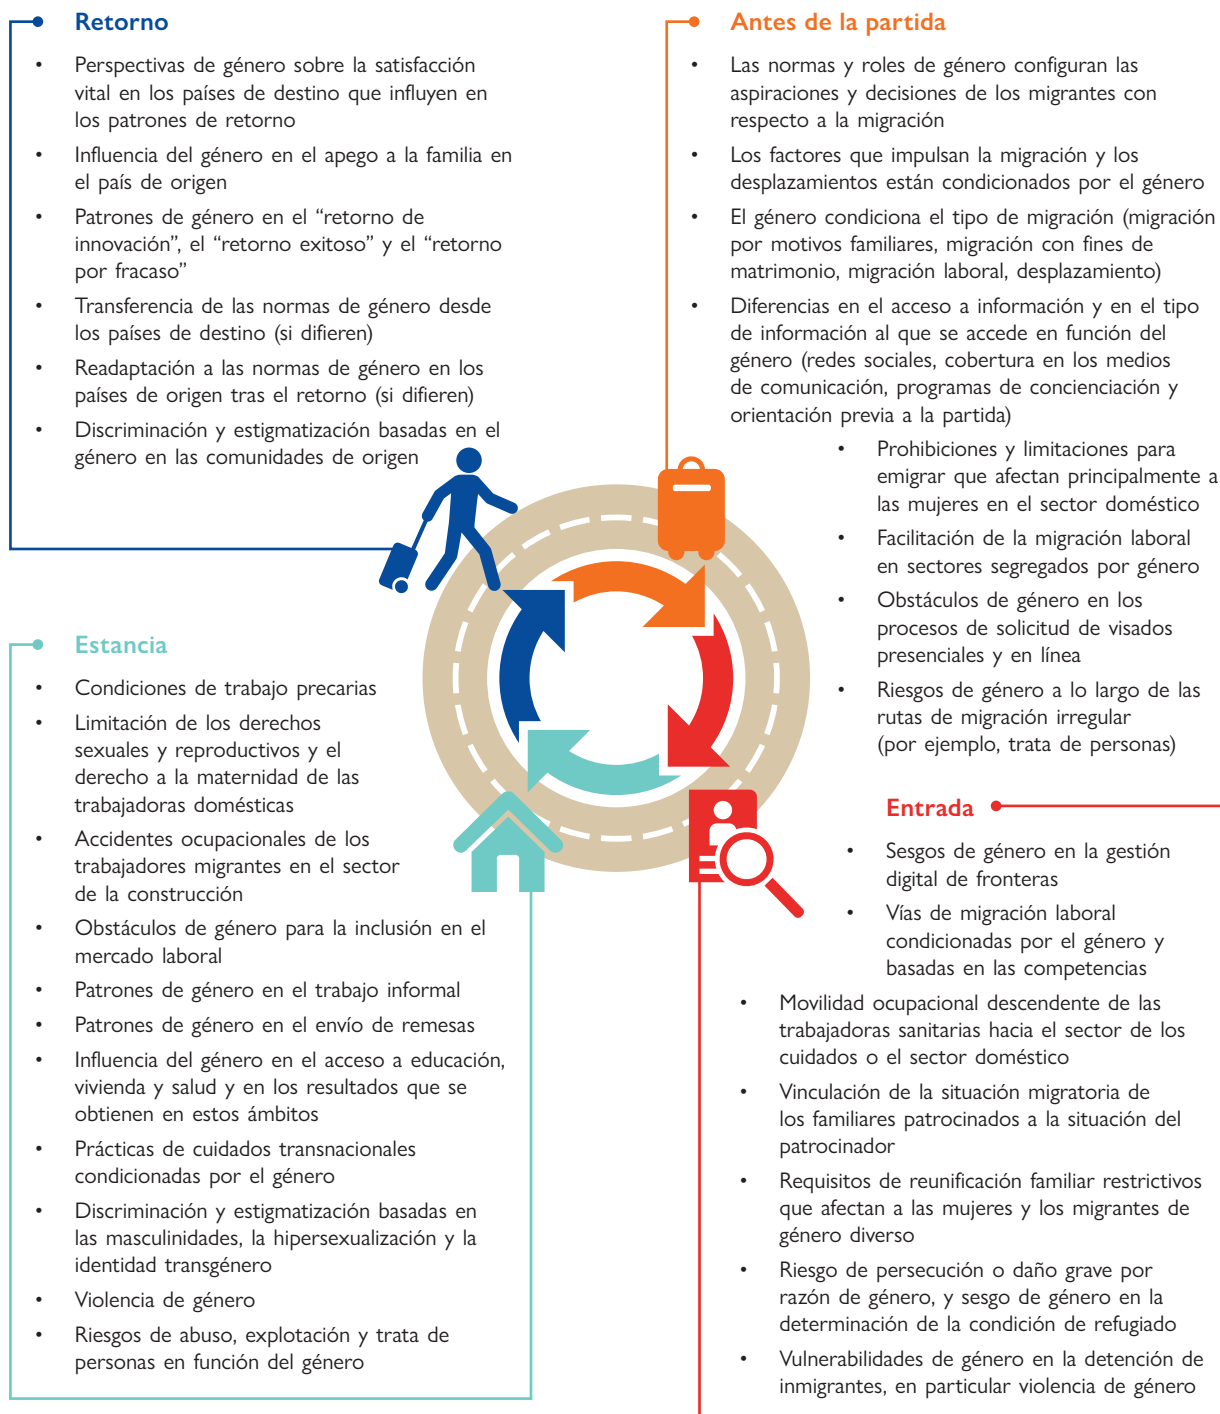 Retorno
• Perspectivas de género sobre la satisfacción
vital en los países de destino que influyen en
los patrones de retorno
• Influencia del género en el apego a la familia en
el país de origen
• Patrones de género en el “retorno de
innovación”, el “retorno exitoso” y el “retorno
por fracaso”
• Transferencia de las normas de género desde
los países de destino (si difieren)
• Readaptación a las normas de género en los
países de origen tras el retorno (si difieren)
• Discriminación y estigmatización basadas en el
género en las comunidades de origen
Antes de la partida
• Las normas y roles de género configuran las
aspiraciones y decisiones de los migrantes con
respecto a la migración
• Los factores que impulsan la migración y los
desplazamientos están condicionados por el género
• El género condiciona el tipo de migración (migración
por motivos familiares, migración con fines de
matrimonio, migración laboral, desplazamiento)
• Diferencias en el acceso a información y en el tipo
de información al que se accede en función del
género (redes sociales, cobertura en los medios
de comunicación, programas de concienciación y
orientación previa a la partida)
• Prohibiciones y limitaciones para
emigrar que afectan principalmente a
las mujeres en el sector doméstico
• Facilitación de la migración laboral
en sectores segregados por género
• Obstáculos de género en los
procesos de solicitud de visados
presenciales y en línea
• Riesgos de género a lo largo de las
rutas de migración irregular
(por ejemplo, trata de personas)
Entrada
• Sesgos de género en la gestión
digital de fronteras
• Vías de migración laboral
condicionadas por el género y
basadas en las competencias
• Movilidad ocupacional descendente de las
trabajadoras sanitarias hacia el sector de los
cuidados o el sector doméstico
• Vinculación de la situación migratoria de
los familiares patrocinados a la situación del
patrocinador
• Requisitos de reunificación familiar restrictivos
que afectan a las mujeres y los migrantes de
género diverso
• Riesgo de persecución o daño grave por
razón de género, y sesgo de género en la
determinación de la condición de refugiado
• Vulnerabilidades de género en la detención de
inmigrantes, en particular violencia de género
Estancia
• Condiciones de trabajo precarias
• Limitación de los derechos
sexuales y reproductivos y el
derecho a la maternidad de las
trabajadoras domésticas
• Accidentes ocupacionales de los
trabajadores migrantes en el sector
de la construcción
• Obstáculos de género para la inclusión en el
mercado laboral
• Patrones de género en el trabajo informal
• Patrones de género en el envío de remesas
• Influencia del género en el acceso a educación,
vivienda y salud y en los resultados que se
obtienen en estos ámbitos
• Prácticas de cuidados transnacionales
condicionadas por el género
• Discriminación y estigmatización basadas en
las masculinidades, la hipersexualización y la
identidad transgénero
• Violencia de género
• Riesgos de abuso, explotación y trata de
personas en función del género